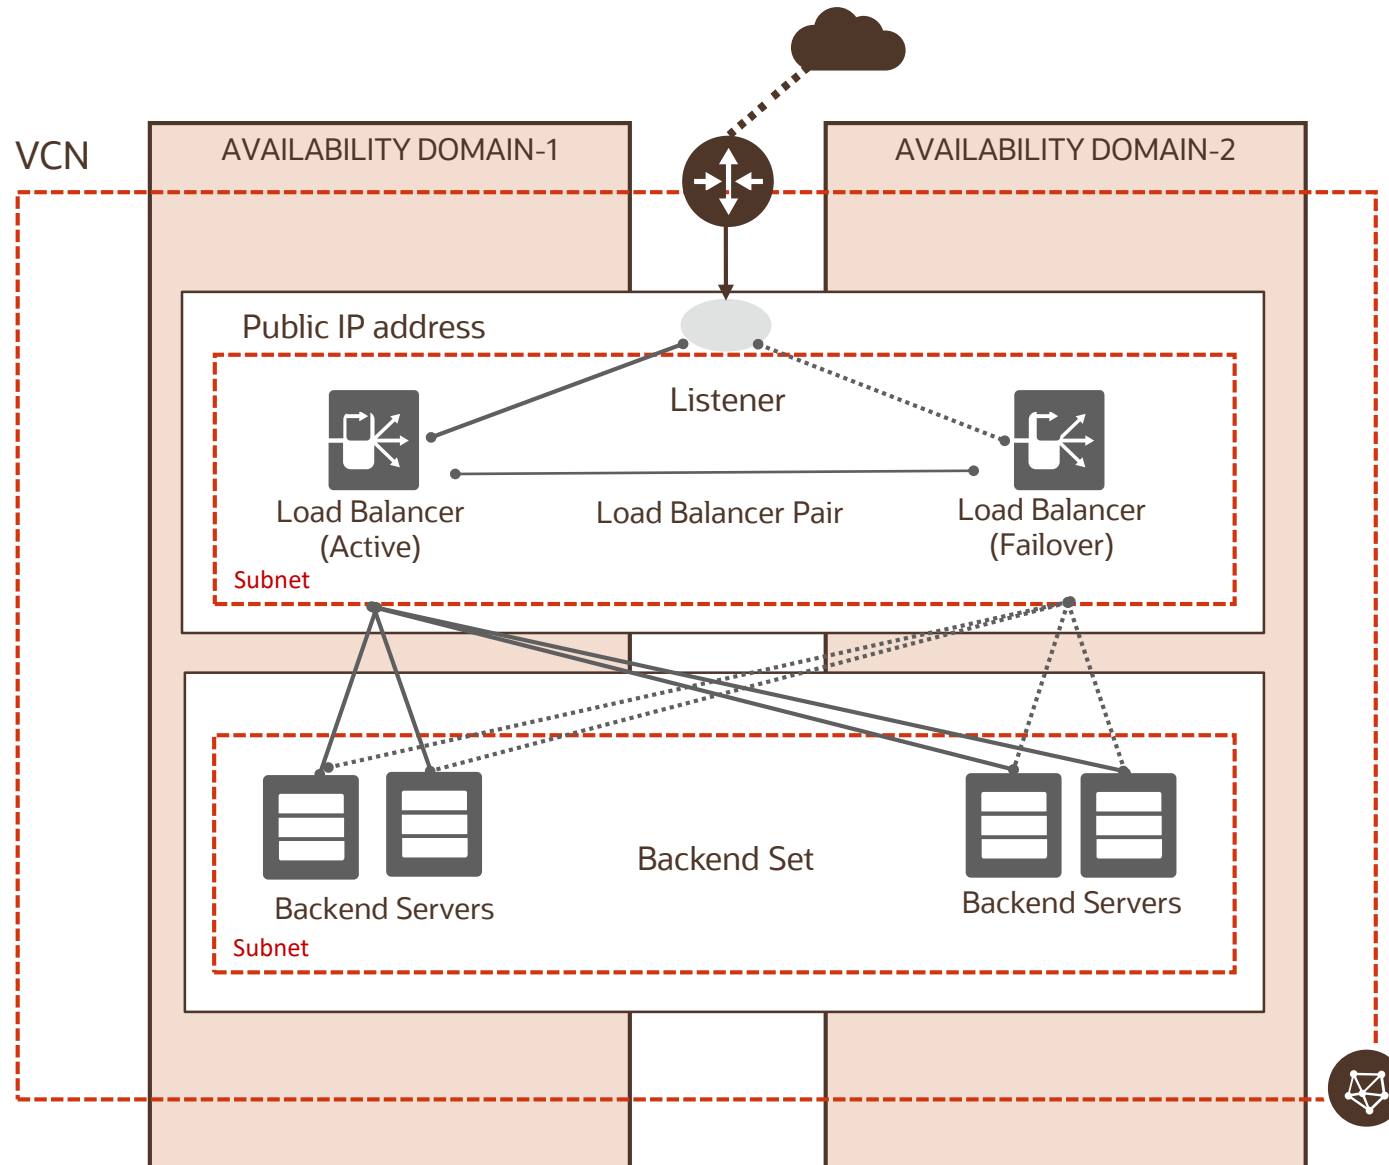 VCN
AVAILABILITY DOMAIN-1
AVAILABILITY DOMAIN-2
Public IP address
Listener
Load Balancer
(Active)
Load Balancer Pair
Load Balancer
(Failover)
Subnet
Backend Set
Backend Servers
Backend Servers
Subnet